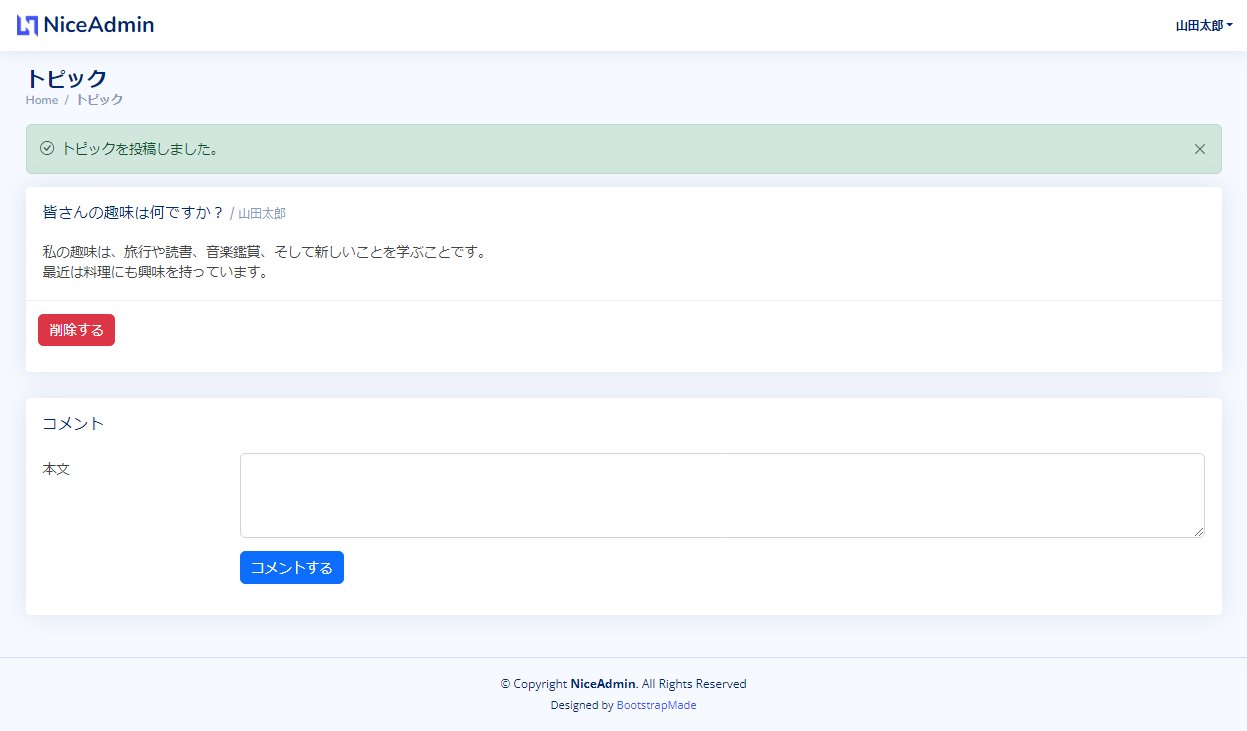 NiceAdmin
山田太郎
トピック
Home / トピック
トピックを投稿しました。
皆さんの趣味は何ですか？ / 山田太郎
私の趣味は、旅行や読書、音楽鑑賞、そして新しいことを学ぶことです。
最近は料理にも興味を持っています。
削除する
コメント
本文
コメントする
© Copyright NiceAdmin. All Rights Reserved
Designed by BootstrapMade